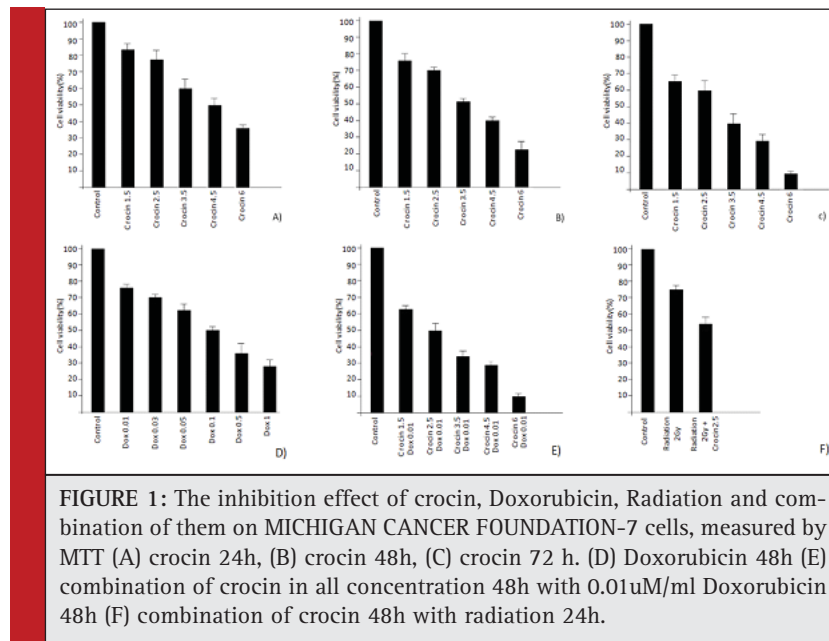 100
90
80
70
60
50
40
30
20
10
Cell viability(%)
Control
Crocin 1.5
Crocin 2.5
Crocin 3.5
Crocin 4.5
Crocin 6
A)
100
90
80
70
60
50
40
30
20
10
Cell viability(%)
Control
Crocin 1.5
Crocin 2.5
Crocin 3.5
Crocin 4.5
Crocin 6
B)
100
90
80
70
60
50
40
30
20
10
Cell viability(%)
Control
Crocin 1.5
Crocin 2.5
Crocin 3.5
Crocin 4.5
Crocin 6
c)
100
90
80
70
60
50
40
30
20
10
Cell viability(%)
Control
Dox 0.01
Dox 0.03
Dox 0.05
Dox 0.1
Dox 0.5
Dox 1
D)
100
90
80
70
60
50
40
30
20
10
Cell viability(%)
Control
Crocin 1.5
Dox 0.01
Crocin 2.5
Dox 0.01
Crocin 3.5
Dox 0.01
Crocin 4.5
Dox 0.01
Crocin 6
Dox 0.01
E)
100
90
80
70
60
50
40
30
20
10
Cell viability(%)
Control
Radiation
2Gy
Radiation
2Gy +
Crocin2.5
F)
FIGURE 1: The inhibition effect of crocin, Doxorubicin, Radiation and com-
bination of them on MICHIGAN CANCER FOUNDATION-7 cells, measured by
MTT (A) crocin 24h, (B) crocin 48h, (C) crocin 72 h. (D) Doxorubicin 48h (E)
combination of crocin in all concentration 48h with 0.01uM/ml Doxorubicin
48h (F) combination of crocin 48h with radiation 24h.